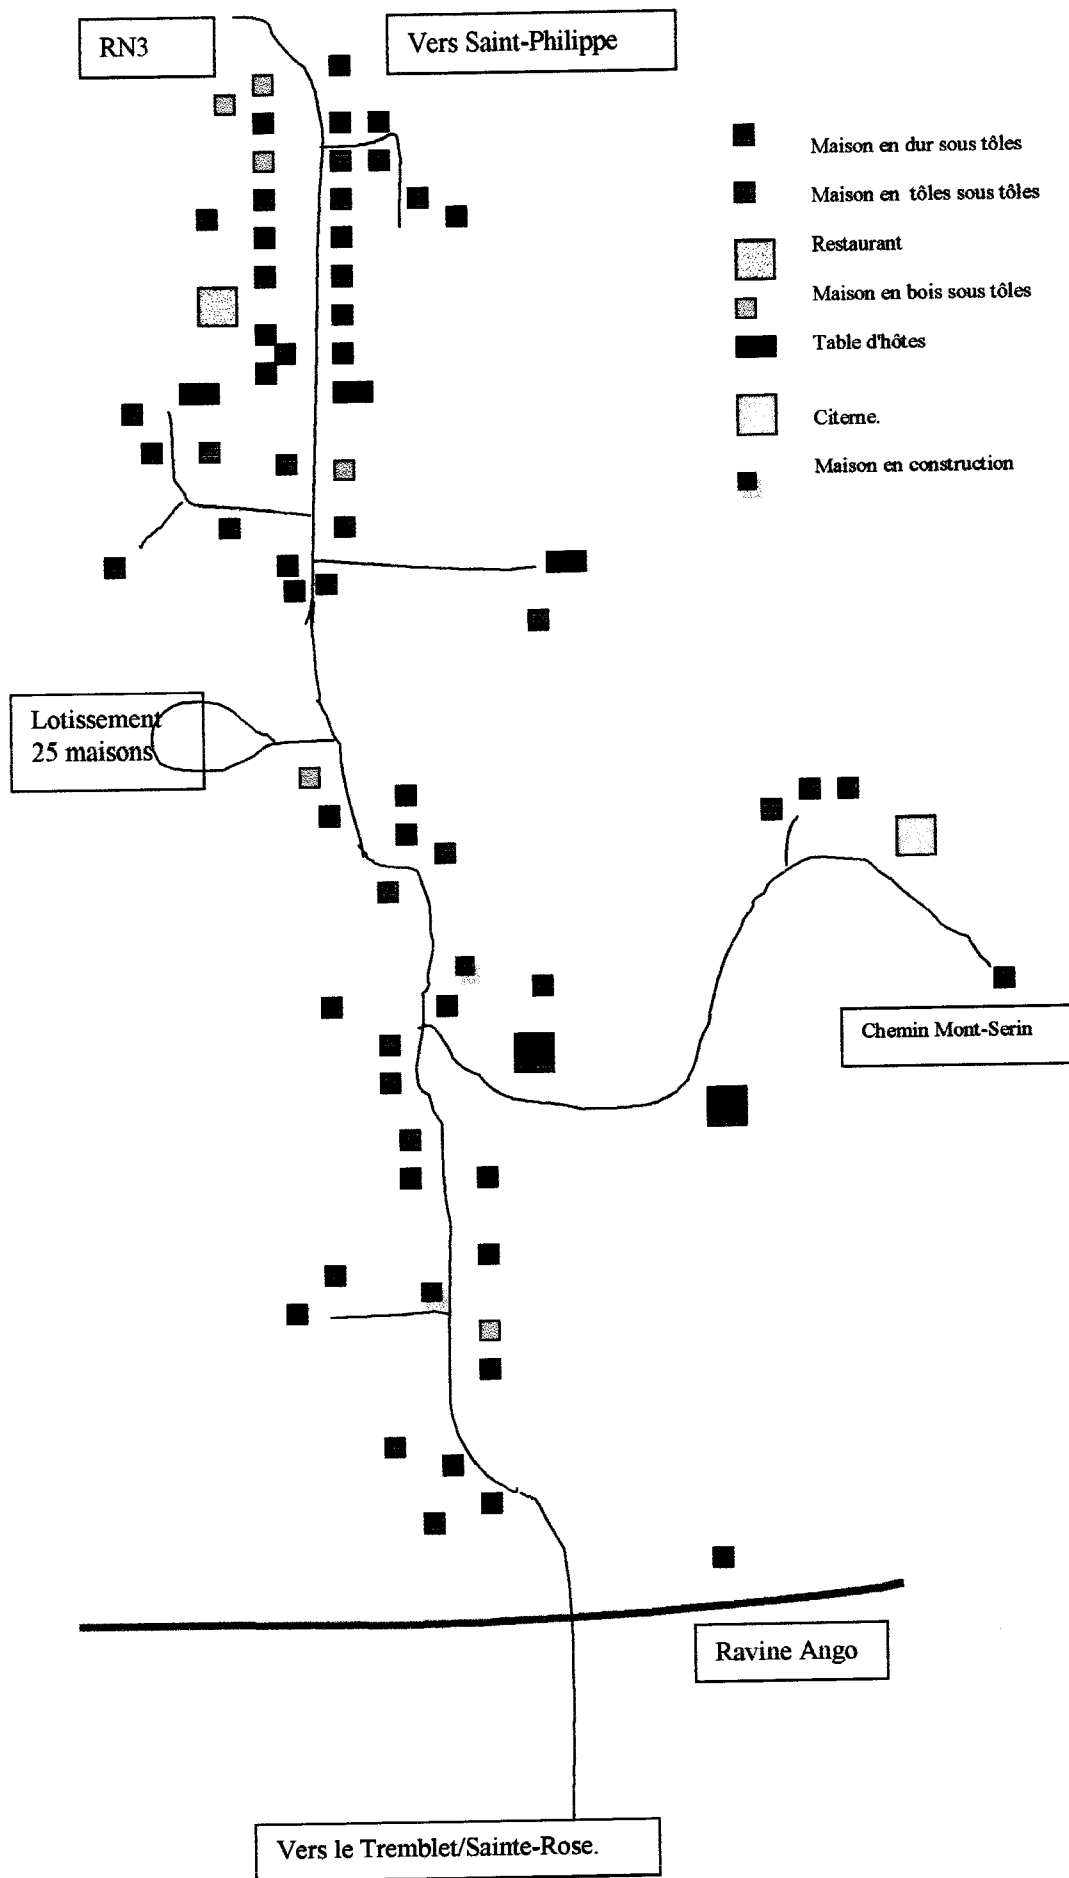 RN3
Vers Saint-Philippe
Maison en dur sous tôles
Maison en tôles sous tôles
Restaurant
Maison en bois sous tôles
Table d'hôtes
Citerne.
Maison en construction
Lotissement
25 maisons
Chemin Mont-Serin
Ravine Ango
Vers le Tremblet/Sainte-Rose.